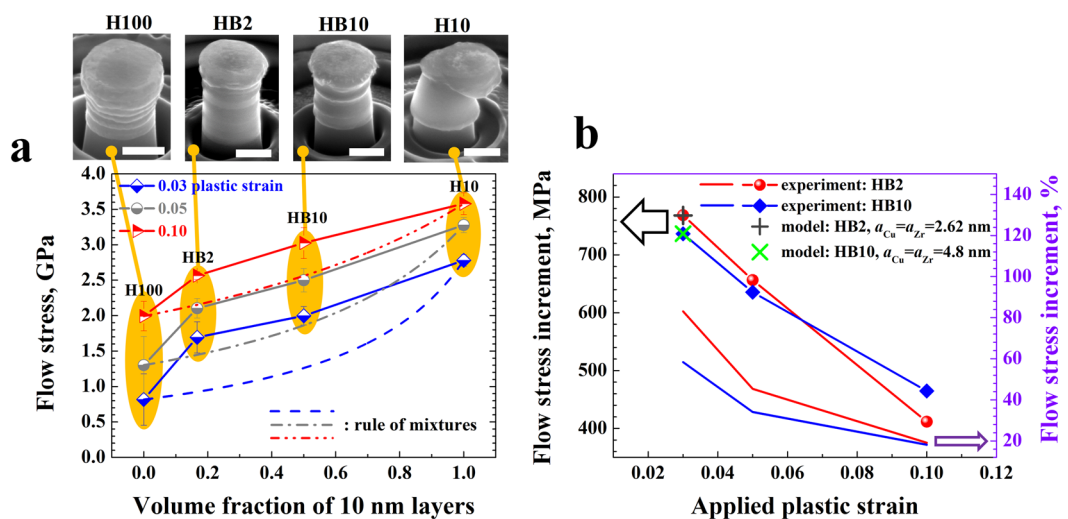 H100
HB2
HB10
H10
a
4.0
3.5
3.0
2.5
2.0
1.5
1.0
0.5
0.0
Flow stress, GPa
0.03 plastic strain
0.05
0.10
H100
HB2
HB10
H10
: rule of mixtures
0.0
0.2
0.4
0.6
0.8
1.0
Volume fraction of 10 nm layers
b
800
700
600
500
400
Flow stress increment, MPa
experiment: HB2
experiment: HB10
model: HB2, aCu=aZr=2.62 nm
model: HB10, aCu=aZr=4.8 nm
140
120
100
80
60
40
20
Flow stress increment, %
0.02
0.04
0.06
0.08
0.10
0.12
Applied plastic strain